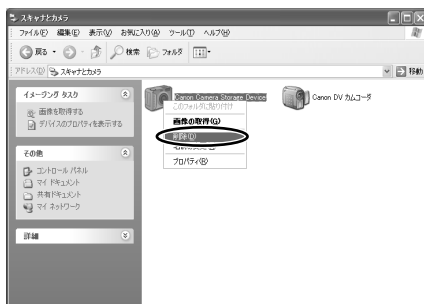 スキャナとカメラ
ファイル(F) 編集(E) 表示(V) お気に入り(A) ツール(T) ヘルプ(H)
戻る 検索 フォルダ
アドレス(D) スキャナとカメラ 移動
イメージング タスク
画像を取得する
デバイスのプロパティを表示する
その他
コントロール パネル
マイ ドキュメント
共有ドキュメント
マイ ネットワーク
詳細
Canon Camera Storage Device
このフォルダに貼り付け
画像の取得(G)
削除(D)
プロパティ(R)
Canon DV カムコーダ